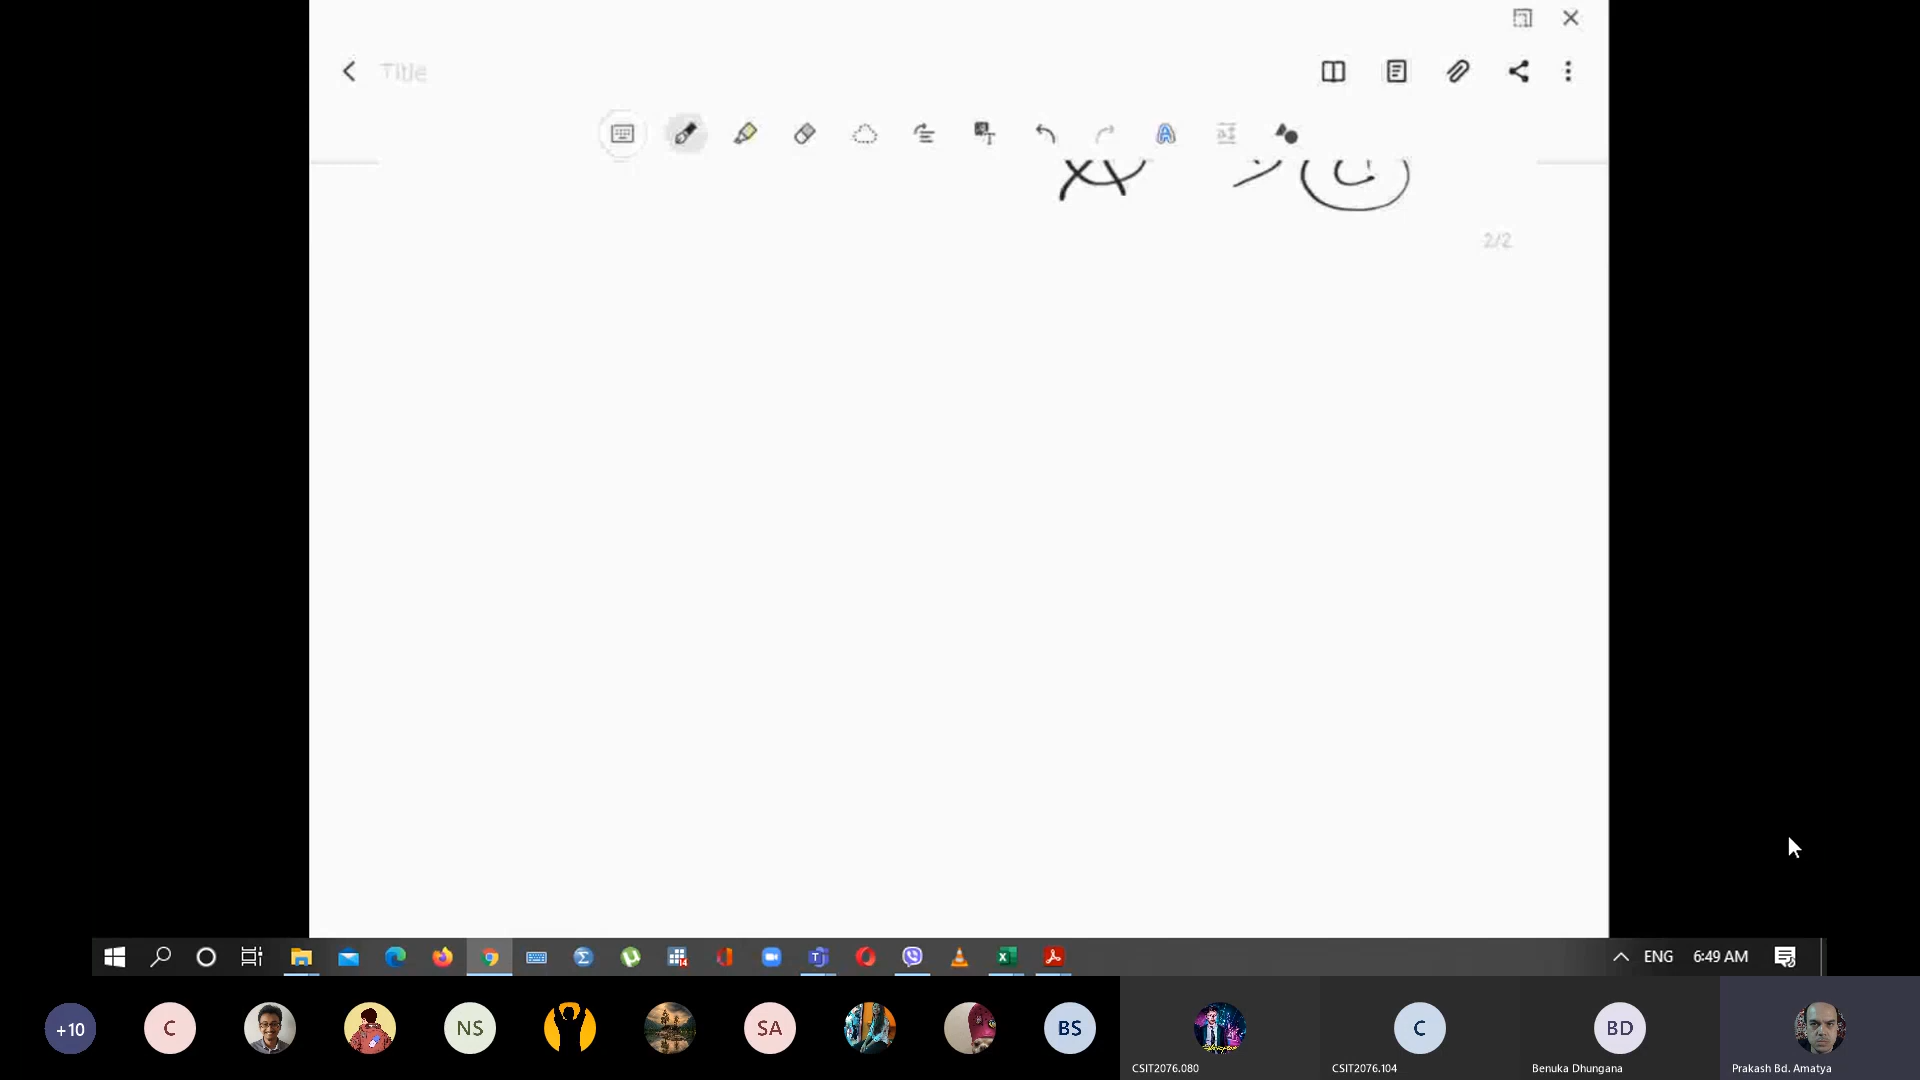 Title
2/2
ENG 6:49 AM
+10
C
NS
SA
BS
C
BD
CSIT2076.080
CSIT2076.104
Benuka Dhungana
Prakash Bd. Amatya